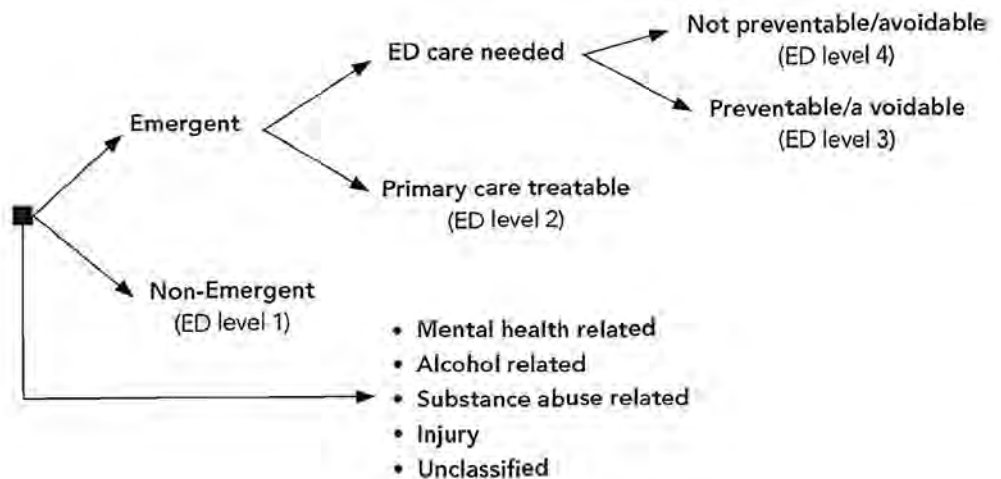 Not preventable/avoidable
(ED level 4)
ED care needed
Preventable/a voidable
(ED level 3)
Emergent
Primary care treatable
(ED level 2)
Non-Emergent
(ED level 1)
• Mental health related
• Alcohol related
• Substance abuse related
• Injury
• Unclassified